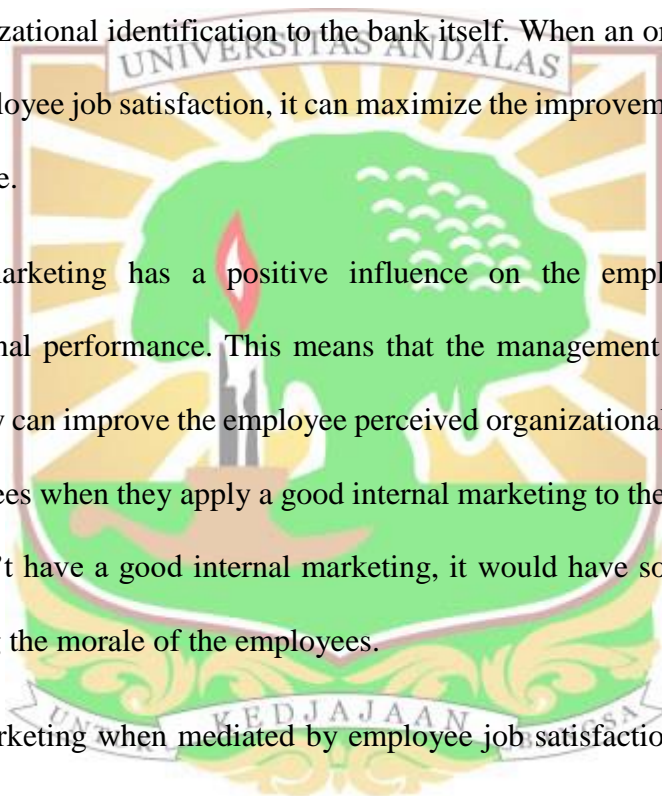 zational identification to the bank itself. When an or
UNIVERSITAS ANDALAS
loyee job satisfaction, it can maximize the improvem
e.
arketing has a positive influence on the empl
nal performance. This means that the management
y can improve the employee perceived organizational
ees when they apply a good internal marketing to the
't have a good internal marketing, it would have so
g the morale of the employees.
UNTUK KEDJAJAAN BANGSA
rketing when mediated by employee job satisfactio